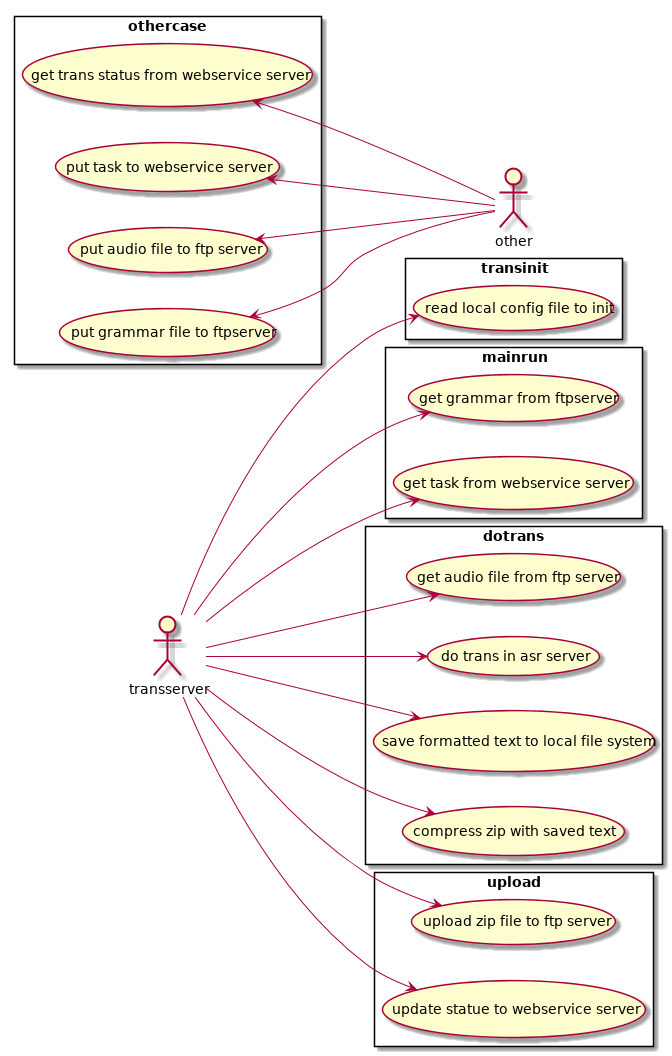 othercase
get trans status from webservice server
put task to webservice server
put audio file to ftp server
put grammar file to ftpserver
other
transinit
read local config file to init
mainrun
get grammar from ftpserver
get task from webservice server
dotrans
get audio file from ftp server
do trans in asr server
save formatted text to local file system
compress zip with saved text
transserver
upload
upload zip file to ftp server
update statue to webservice server